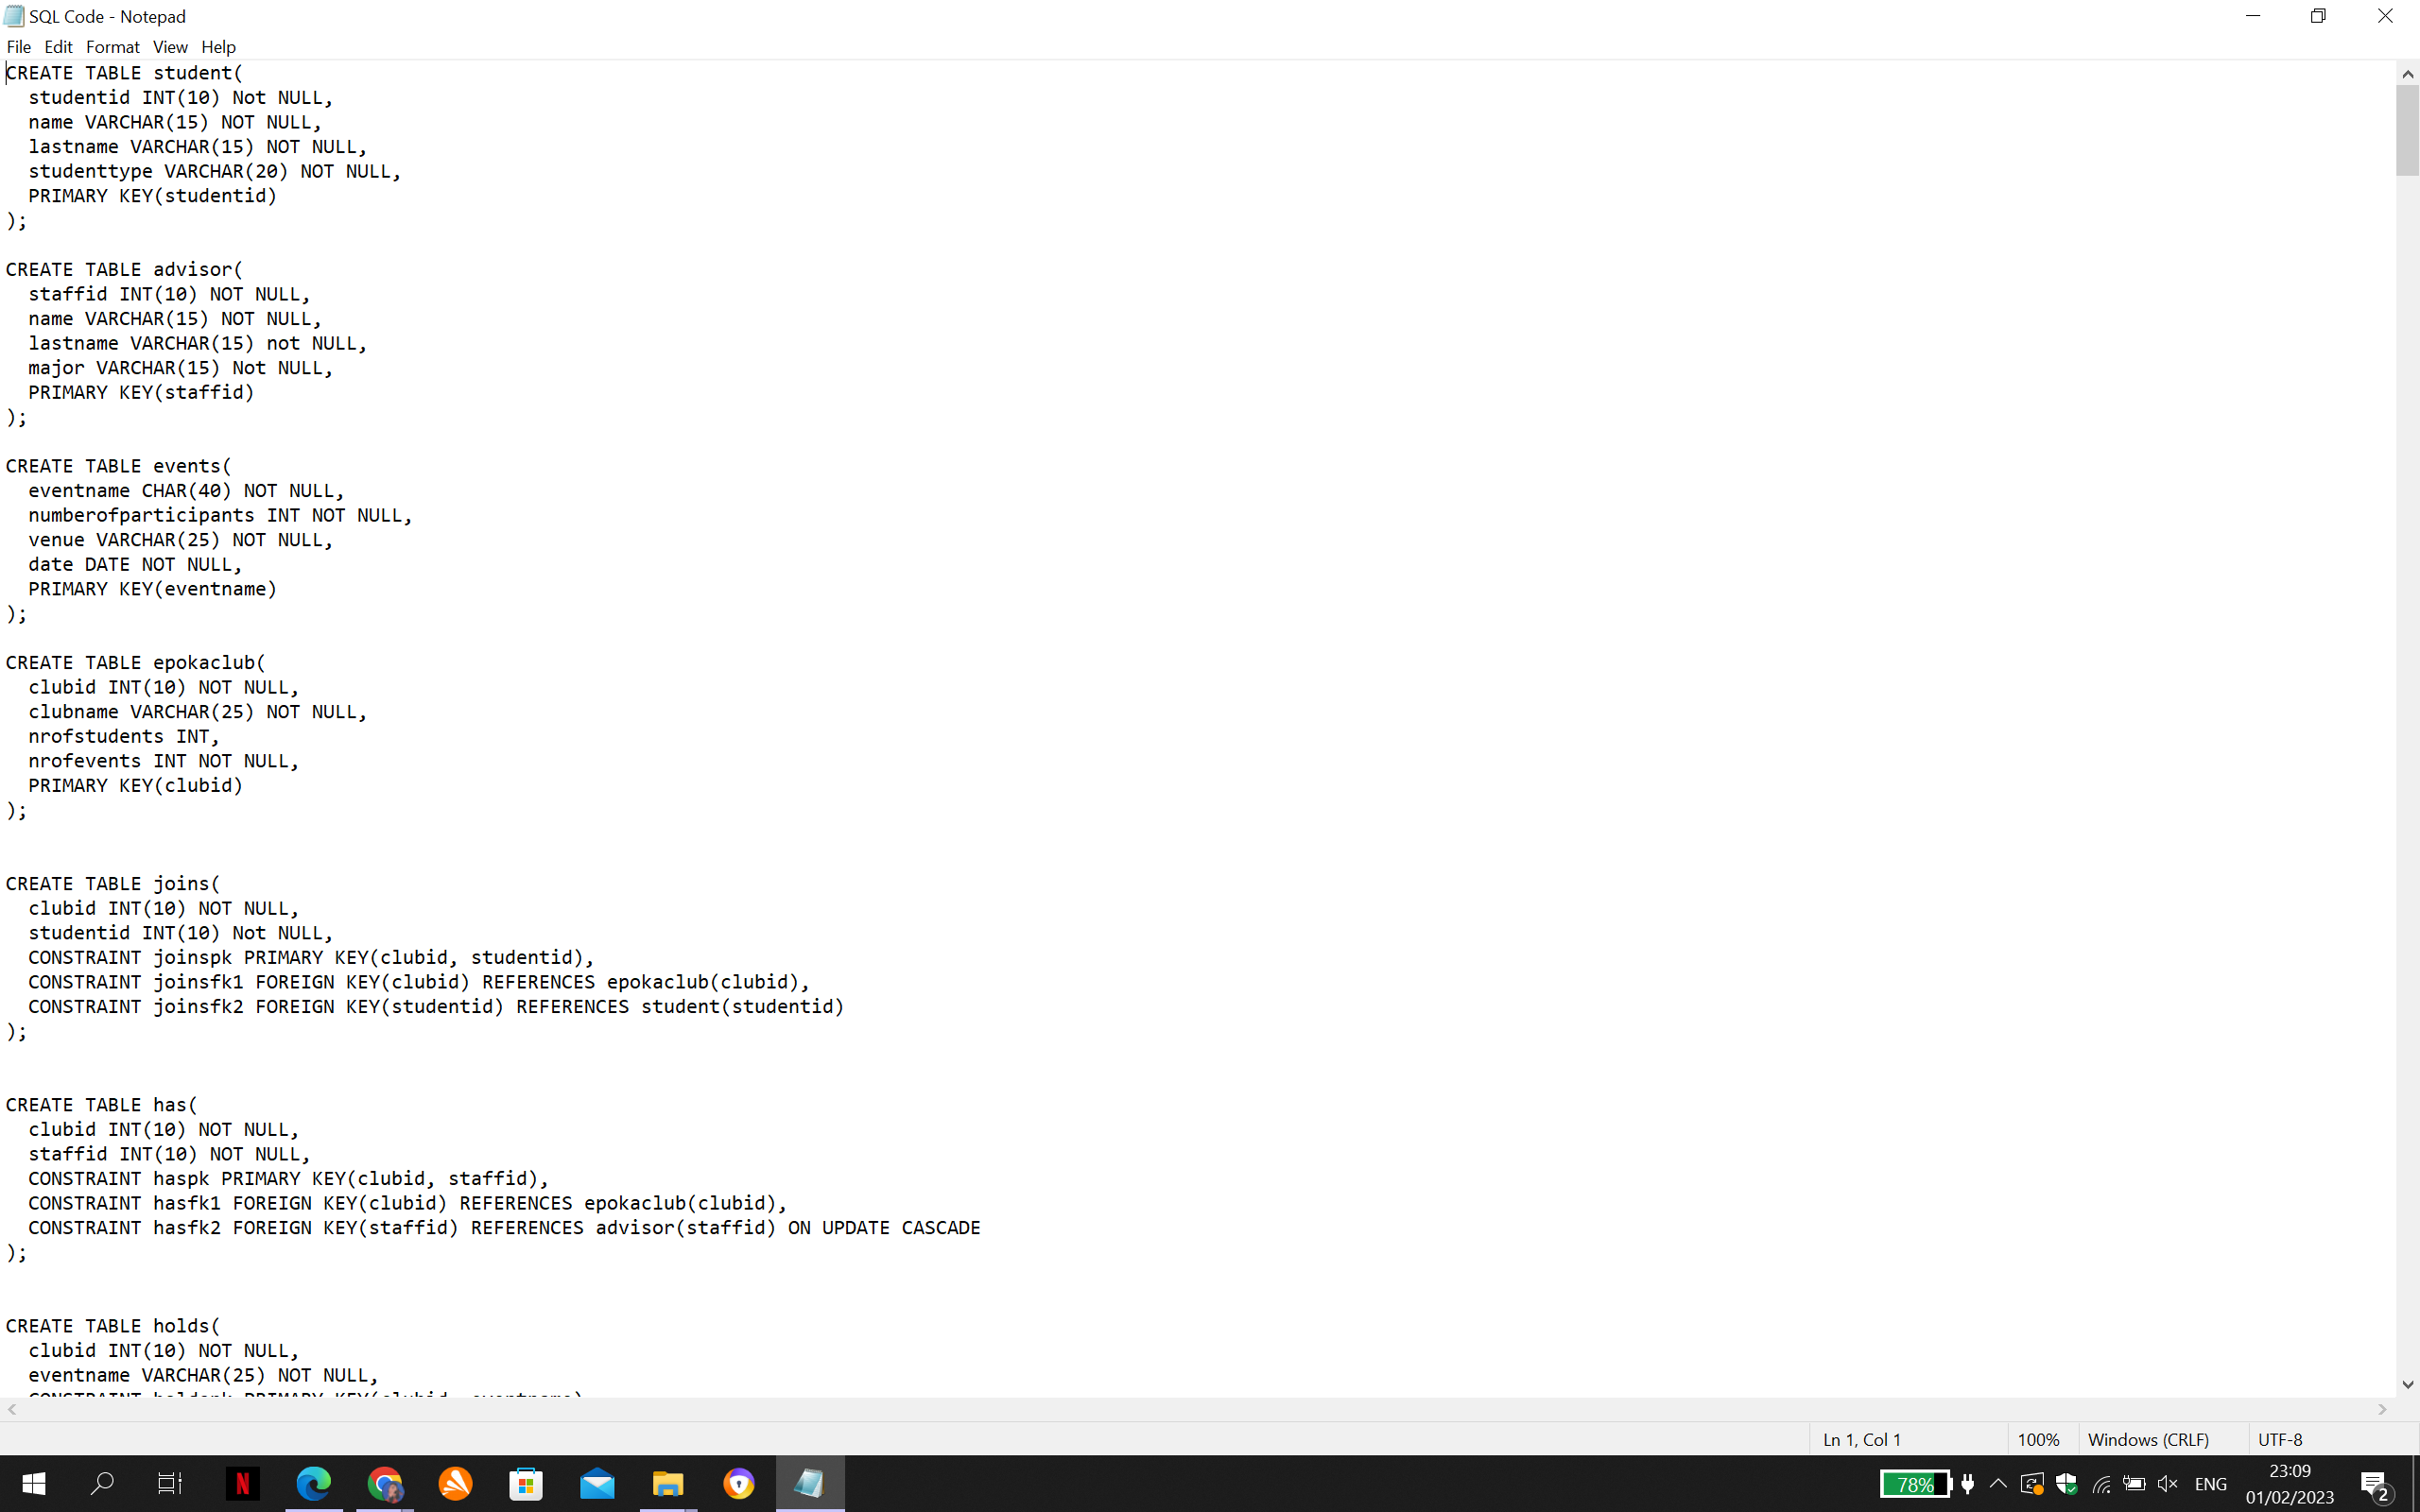 SQL Code - Notepad
File Edit Format View Help
CREATE TABLE student(
studentid INT(10) Not NULL,
name VARCHAR(15) NOT NULL,
lastname VARCHAR(15) NOT NULL,
studenttype VARCHAR(20) NOT NULL,
PRIMARY KEY(studentid)
);
CREATE TABLE advisor(
staffid INT(10) NOT NULL,
name VARCHAR(15) NOT NULL,
lastname VARCHAR(15) not NULL,
major VARCHAR(15) Not NULL,
PRIMARY KEY(staffid)
);
CREATE TABLE events(
eventname CHAR(40) NOT NULL,
numberofparticipants INT NOT NULL,
venue VARCHAR(25) NOT NULL,
date DATE NOT NULL,
PRIMARY KEY(eventname)
);
CREATE TABLE epokaclub(
clubid INT(10) NOT NULL,
clubname VARCHAR(25) NOT NULL,
nrofstudents INT,
nrofevents INT NOT NULL,
PRIMARY KEY(clubid)
);
CREATE TABLE joins(
clubid INT(10) NOT NULL,
studentid INT(10) Not NULL,
CONSTRAINT joinspk PRIMARY KEY(clubid, studentid),
CONSTRAINT joinsfk1 FOREIGN KEY(clubid) REFERENCES epokaclub(clubid),
CONSTRAINT joinsfk2 FOREIGN KEY(studentid) REFERENCES student(studentid)
);
CREATE TABLE has(
clubid INT(10) NOT NULL,
staffid INT(10) NOT NULL,
CONSTRAINT haspk PRIMARY KEY(clubid, staffid),
CONSTRAINT hasfk1 FOREIGN KEY(clubid) REFERENCES epokaclub(clubid),
CONSTRAINT hasfk2 FOREIGN KEY(staffid) REFERENCES advisor(staffid) ON UPDATE CASCADE
);
CREATE TABLE holds(
clubid INT(10) NOT NULL,
eventname VARCHAR(25) NOT NULL,
Ln 1, Col 1 100% Windows (CRLF) UTF-8
N 78% ENG 23:09
01/02/2023 2